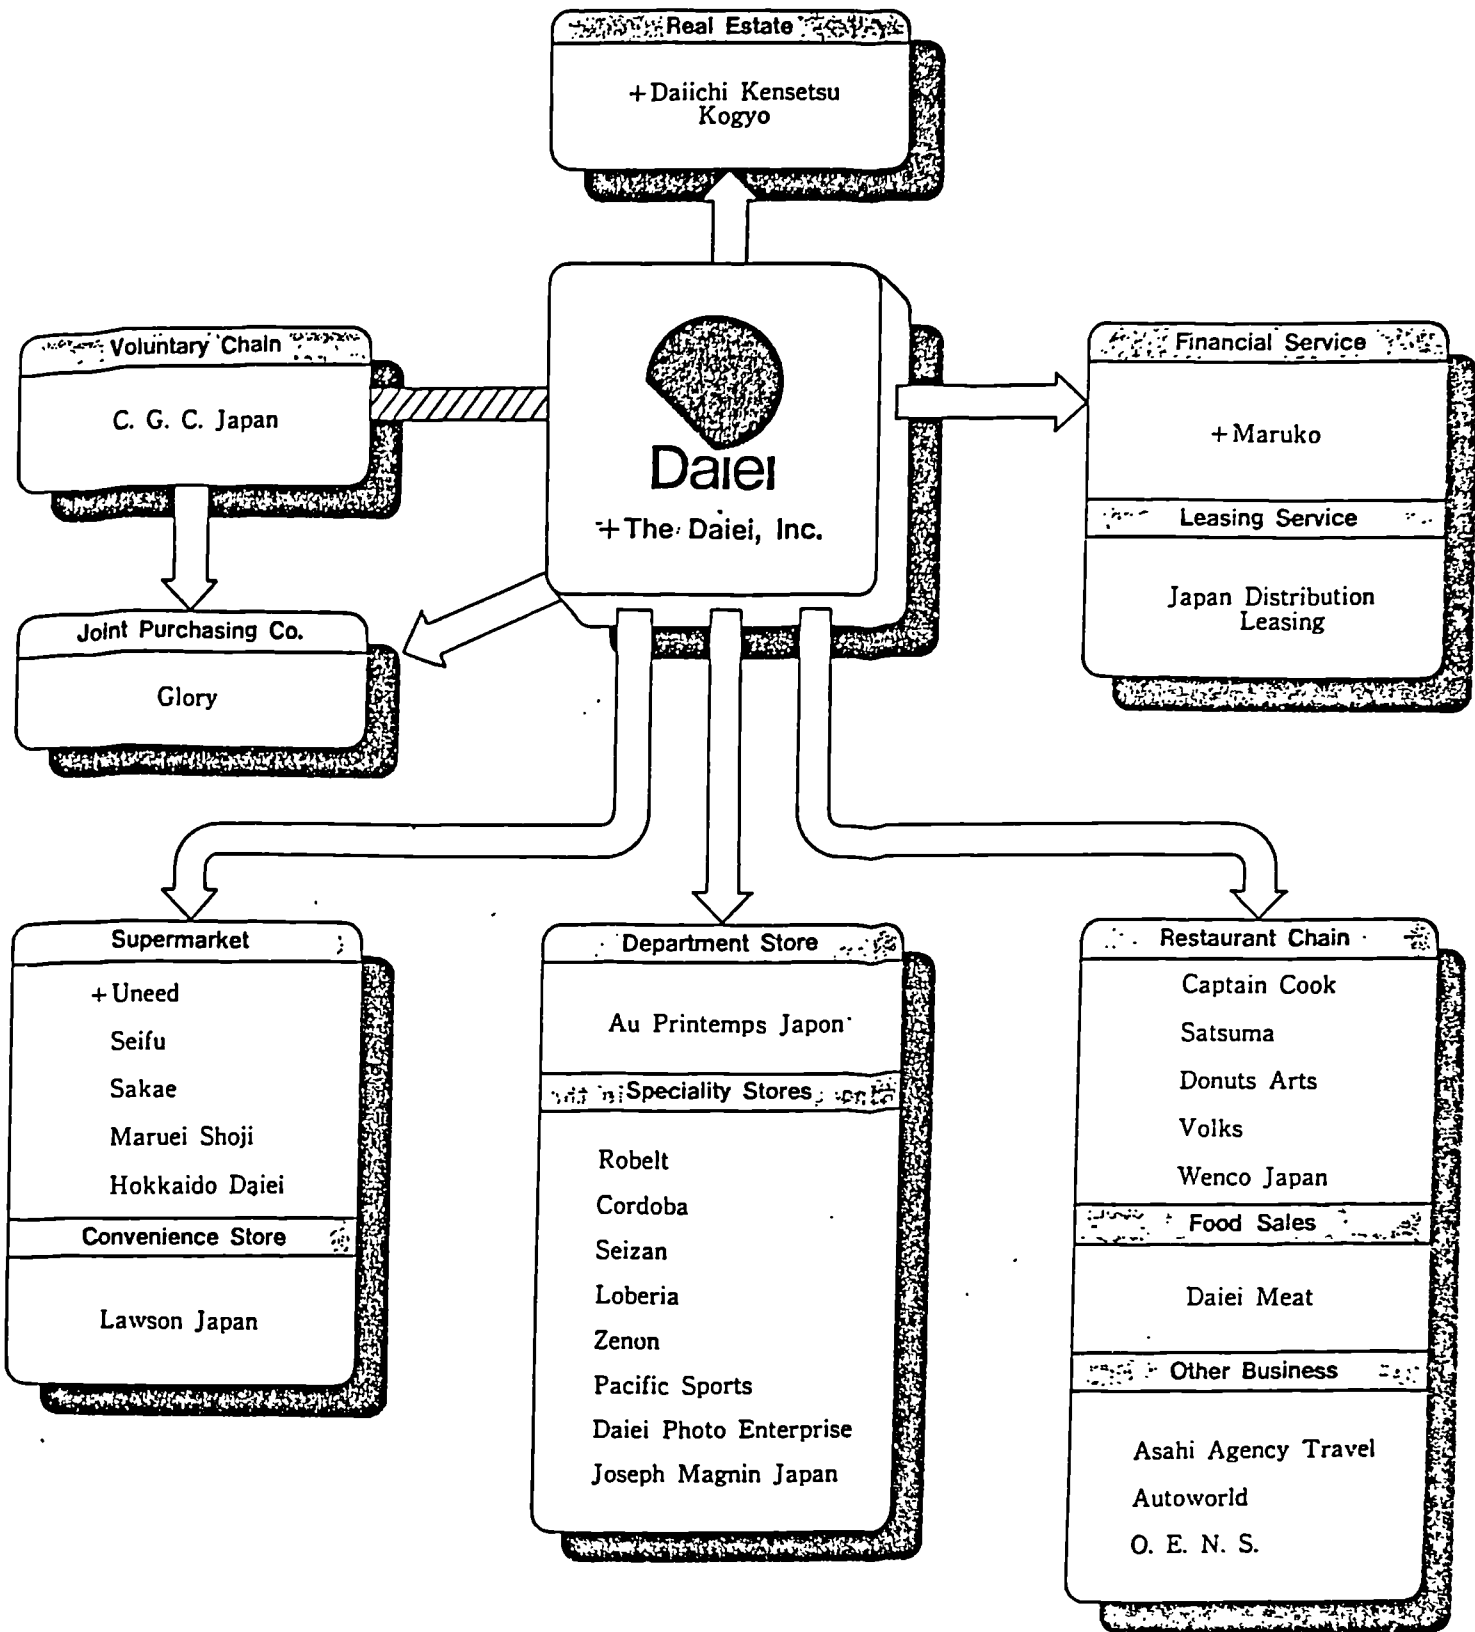 Real Estate
+Daiichi Kensetsu
Kogyo
Voluntary Chain
C. G. C. Japan
Daiei
+The Daiei, Inc.
Financial Service
+Maruko
Leasing Service
Japan Distribution
Leasing
Joint Purchasing Co.
Glory
Supermarket
+Uneed
Seifu
Sakae
Maruei Shoji
Hokkaido Daiei
Convenience Store
Lawson Japan
Department Store
Au Printemps Japon
Speciality Stores
Robelt
Cordoba
Seizan
Loberia
Zenon
Pacific Sports
Daiei Photo Enterprise
Joseph Magnin Japan
Restaurant Chain
Captain Cook
Satsuma
Donuts Arts
Volks
Wenco Japan
Food Sales
Daiei Meat
Other Business
Asahi Agency Travel
Autoworld
O. E. N. S.